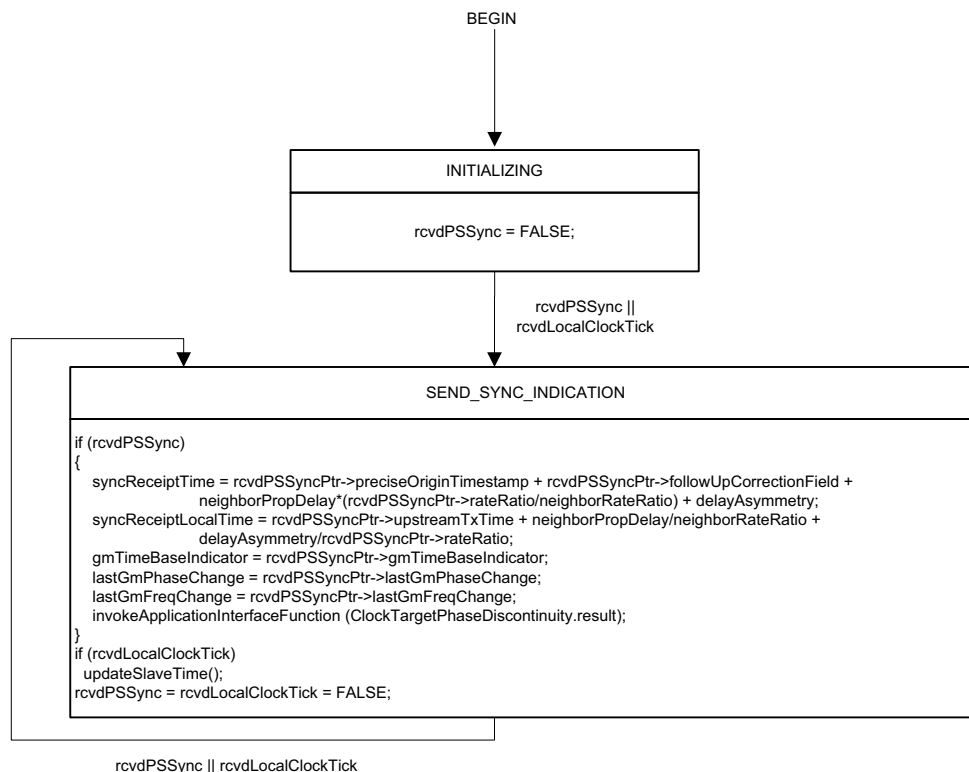 BEGIN
INITIALIZING
rcvdPSSync = FALSE;
rcvdPSSync ||
rcvdLocalClockTick
SEND_SYNC_INDICATION
if (rcvdPSSync)
{
syncReceiptTime = rcvdPSSyncPtr->preciseOriginTimestamp + rcvdPSSyncPtr->followUpCorrectionField +
neighborPropDelay*(rcvdPSSyncPtr->rateRatio/neighborRateRatio) + delayAsymmetry;
syncReceiptLocalTime = rcvdPSSyncPtr->upstreamTxTime + neighborPropDelay/neighborRateRatio +
delayAsymmetry/rcvdPSSyncPtr->rateRatio;
gmTimeBaseIndicator = rcvdPSSyncPtr->gmTimeBaseIndicator;
lastGmPhaseChange = rcvdPSSyncPtr->lastGmPhaseChange;
lastGmFreqChange = rcvdPSSyncPtr->lastGmFreqChange;
invokeApplicationInterfaceFunction (ClockTargetPhaseDiscontinuity.result);
}
if (rcvdLocalClockTick)
updateSlaveTime();
rcvdPSSync = rcvdLocalClockTick = FALSE;
rcvdPSSync || rcvdLocalClockTick